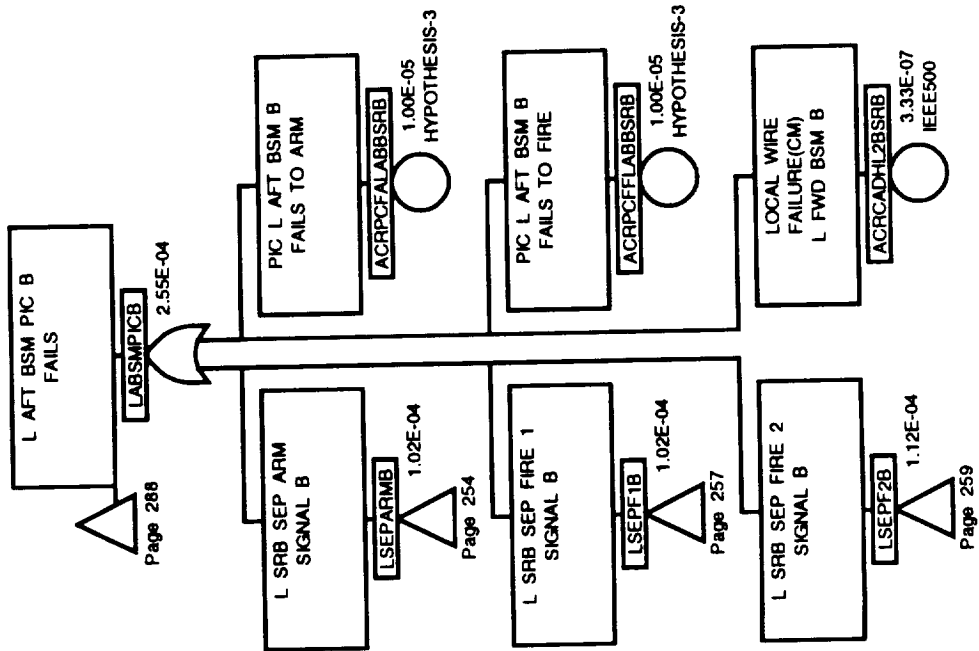 L AFT BSM PIC B
FAILS
LABSMPICB
2.55E-04
Page 288
L SRB SEP ARM
SIGNAL B
LSEPARMB
1.02E-04
Page 254
PIC L AFT BSM B
FAILS TO ARM
ACRPCFALABBSRB
1.00E-05
HYPOTHESIS-3
L SRB SEP FIRE 1
SIGNAL B
LSEPF1B
1.02E-04
Page 257
PIC L AFT BSM B
FAILS TO FIRE
ACRPCFFLABBSRB
1.00E-05
HYPOTHESIS-3
L SRB SEP FIRE 2
SIGNAL B
LSEPF2B
1.12E-04
Page 259
LOCAL WIRE
FAILURE(CM)
L FWD BSM B
ACRCADHL2BSRB
3.33E-07
IEEE500